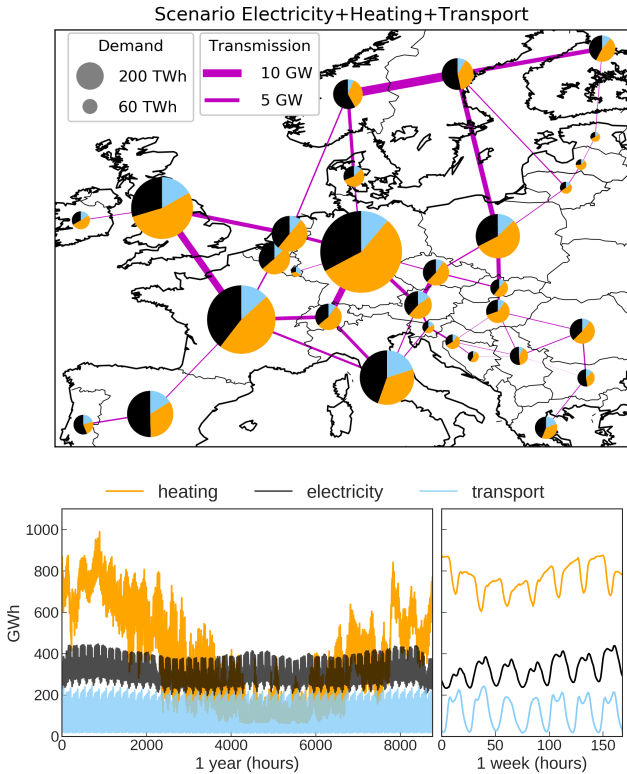 Scenario Electricity+Heating+Transport
Demand
200 TWh
60 TWh
Transmission
10 GW
5 GW
heating
electricity
transport
GWh
1000
800
600
400
200
0
0 2000 4000 6000 8000
1 year (hours)
0 50 100 150
1 week (hours)